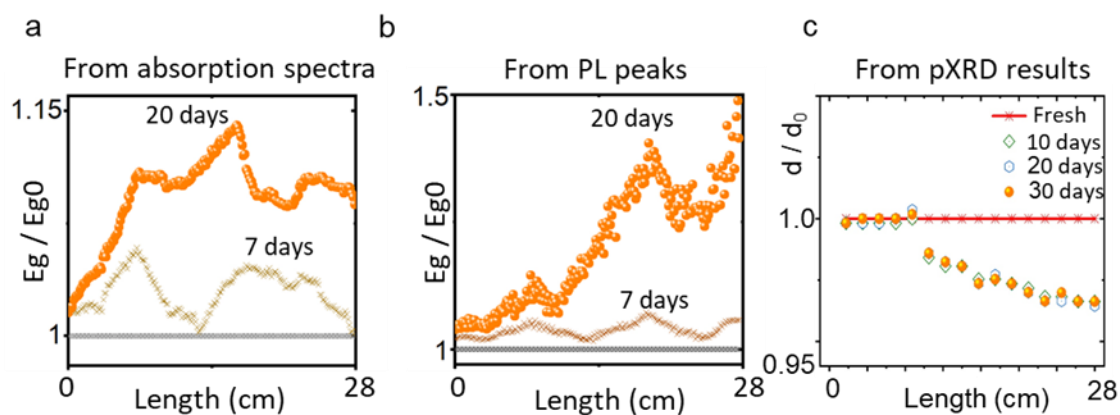 a
From absorption spectra
1.15
20 days
7 days
Eg / Eg0
1
0
28
Length (cm)
b
From PL peaks
1.5
20 days
7 days
Eg / Eg0
1
0
28
Length (cm)
c
From pXRD results
Fresh
10 days
20 days
30 days
d / d₀
1.0
0.95
0
28
Length (cm)